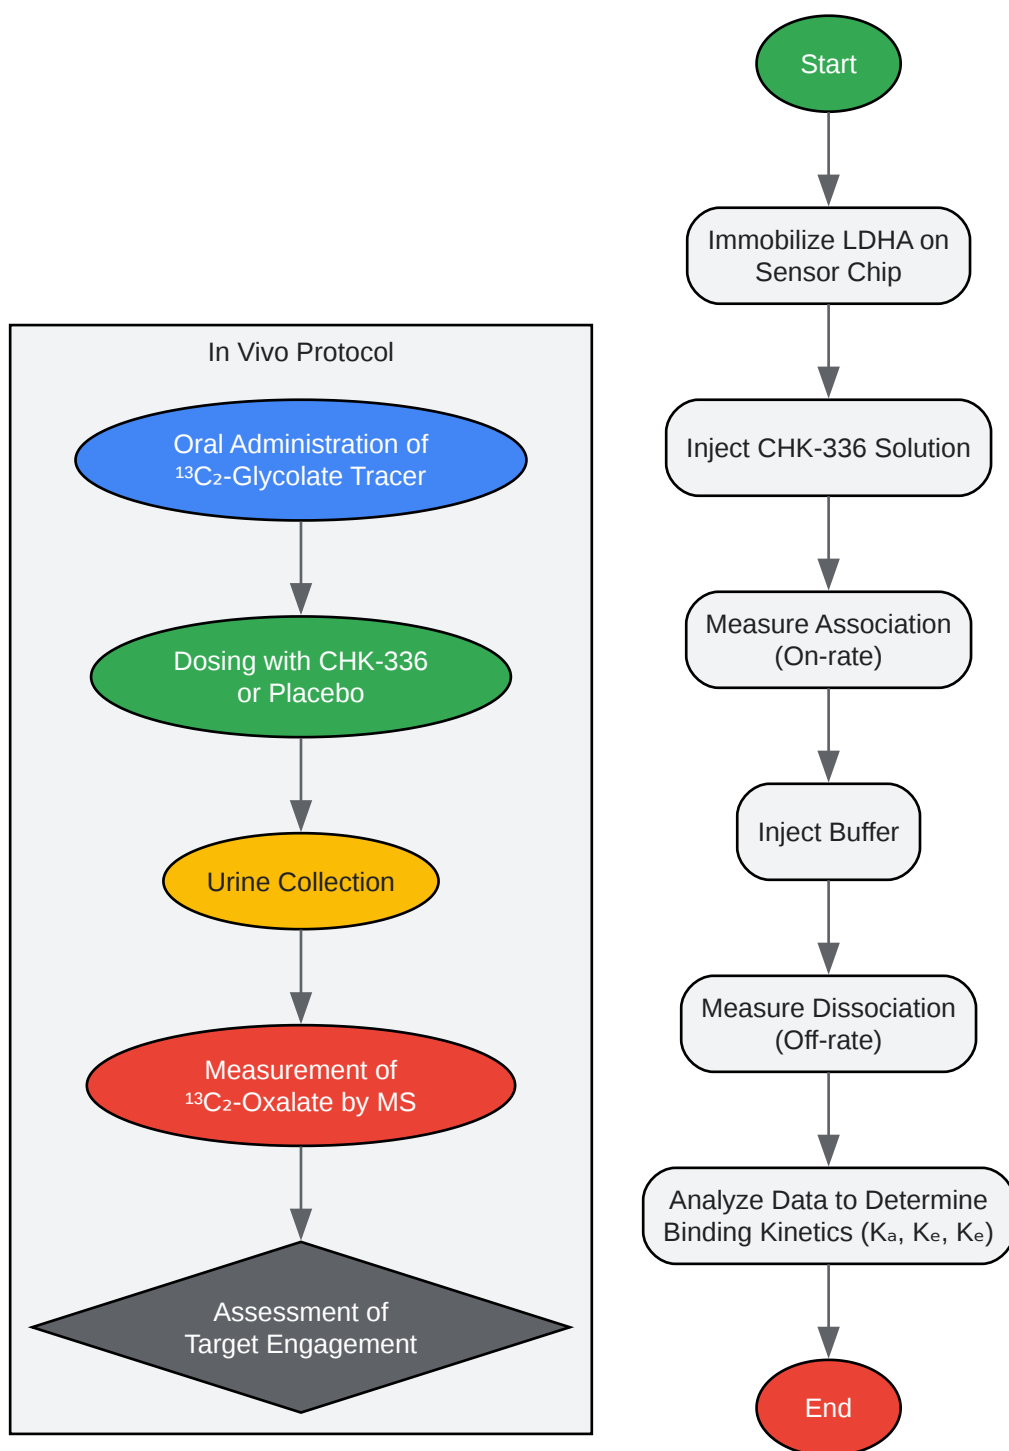 In Vivo Protocol
Oral Administration of
¹³C₂-Glycolate Tracer
Dosing with CHK-336
or Placebo
Urine Collection
Measurement of
¹³C₂-Oxalate by MS
Assessment of
Target Engagement
Start
Immobilize LDHA on
Sensor Chip
Inject CHK-336 Solution
Measure Association
(On-rate)
Inject Buffer
Measure Dissociation
(Off-rate)
Analyze Data to Determine
Binding Kinetics (Kₐ, Kₑ, Kₑ)
End